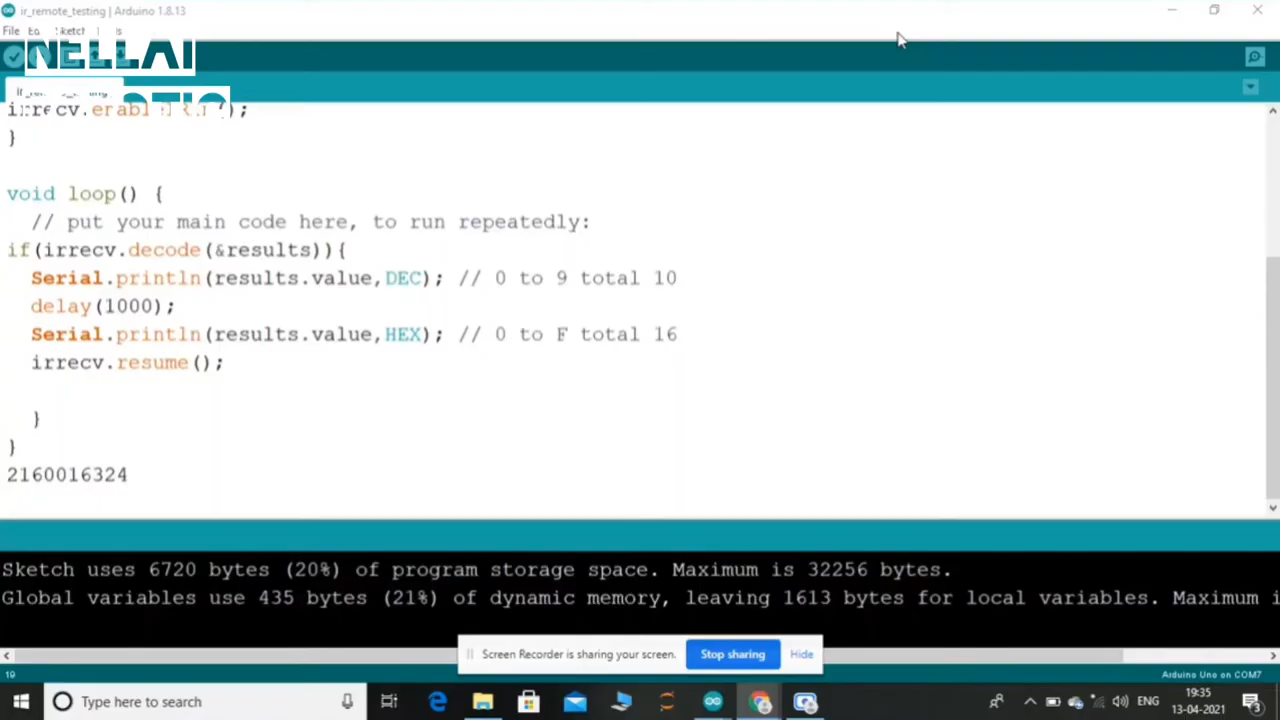 ir_remote_testing | Arduino 1.8.13
File
NELLAI
}
void loop() {
// put your main code here, to run repeatedly:
if(irrecv.decode(&results)){
Serial.println(results.value,DEC); // 0 to 9 total 10
delay(1000);
Serial.println(results.value,HEX); // 0 to F total 16
irrecv.resume();
}
}
2160016324
Sketch uses 6720 bytes (20%) of program storage space. Maximum is 32256 bytes.
Global variables use 435 bytes (21%) of dynamic memory, leaving 1613 bytes for local variables. Maximum i
Screen Recorder is sharing your screen. Stop sharing Hide
19 Arduino Uno on COM7
Type here to search ENG 19:35
13-04-2021